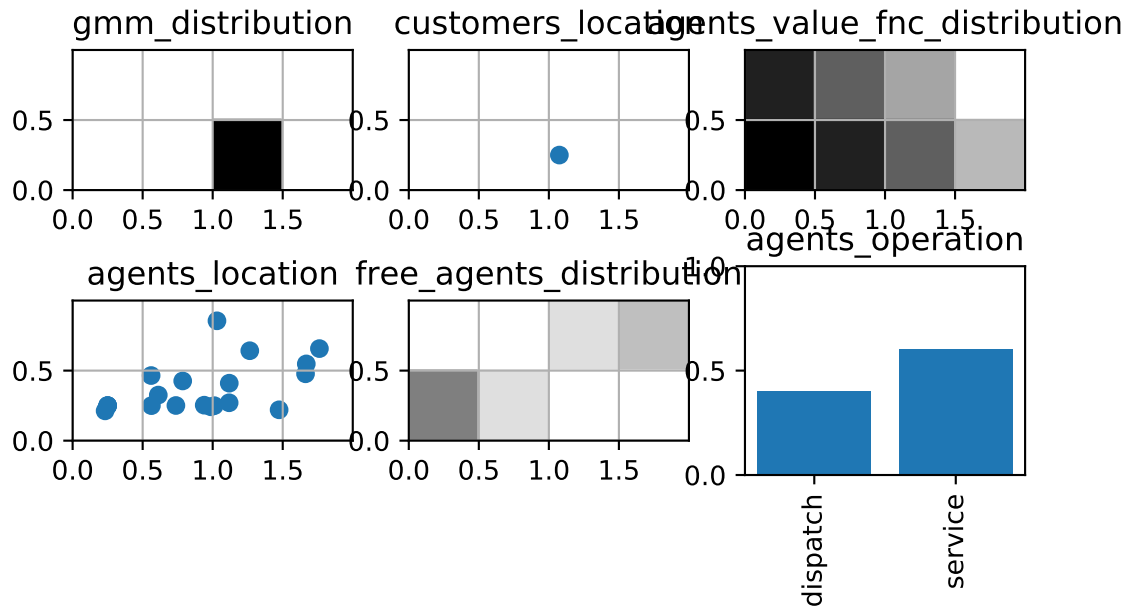 gmm_distribution
customers_location
agents_value_fnc_distribution
0.5
0.0
0.0 0.5 1.0 1.5
0.5
0.0
0.0 0.5 1.0 1.5
0.5
0.0
0.0 0.5 1.0 1.5
agents_location
free_agents_distribution
agents_operation
0.5
0.0
0.0 0.5 1.0 1.5
0.5
0.0
0.0 0.5 1.0 1.5
1.0
0.5
0.0
dispatch
service